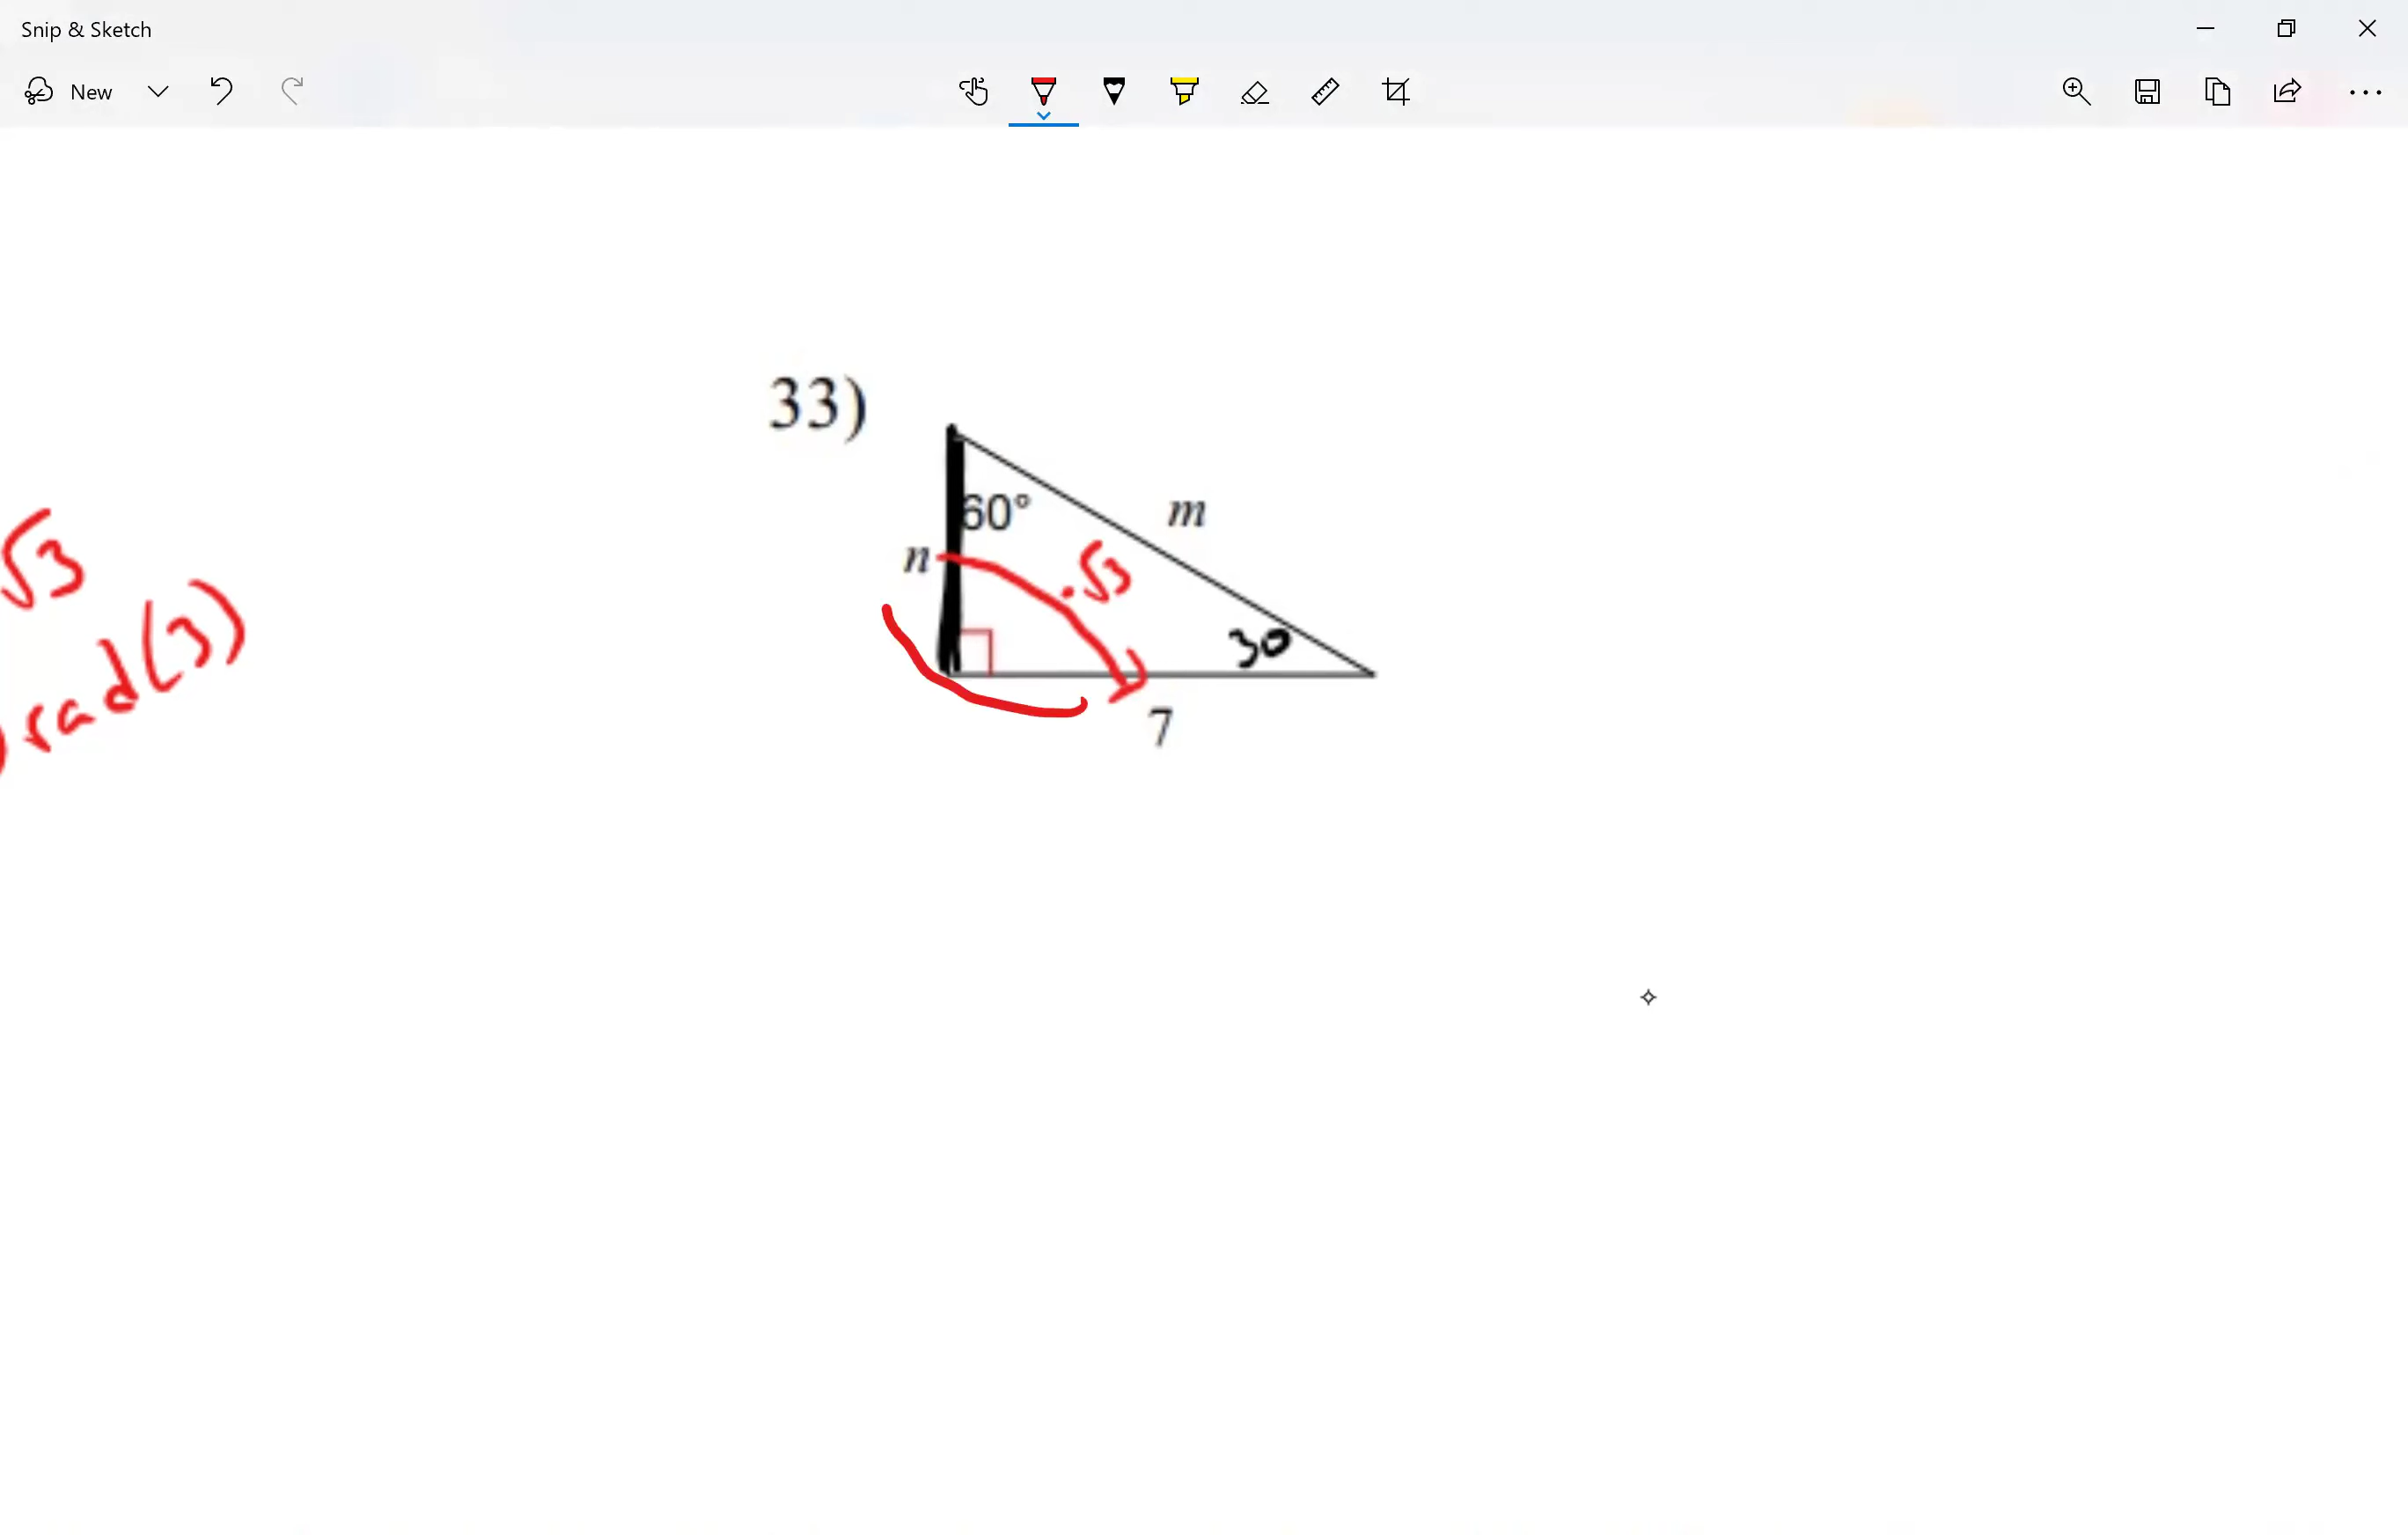 Snip & Sketch
New
33)
60°
m
n
·√3
30
7
√3
rad(3)